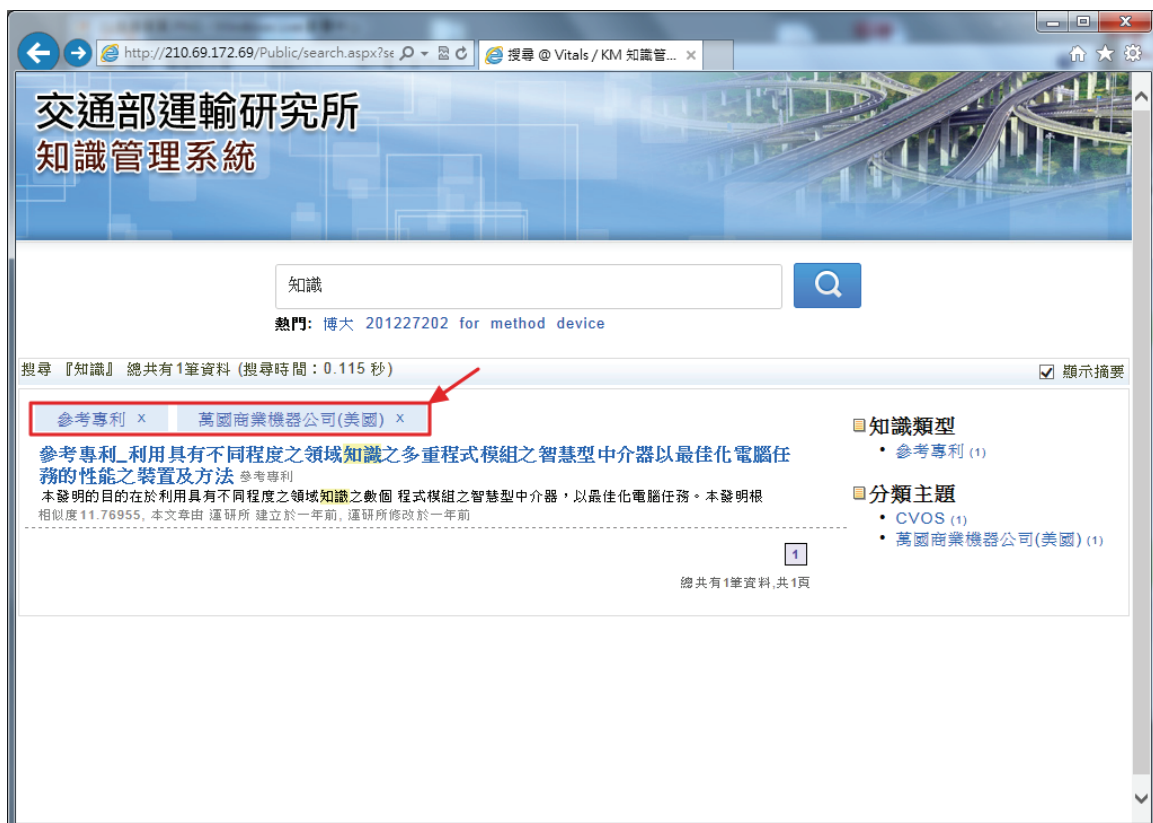 http://210.69.172.69/Public/search.aspx?se
搜尋 @ Vitals / KM 知識管... ×
交通部運輸研究所
知識管理系統
知識
熱門: 博大 201227202 for method device
搜尋 『知識』 總共有1筆資料 (搜尋時間：0.115 秒)
顯示摘要
參考專利 x 萬國商業機器公司(美國) x
參考專利_利用具有不同程度之領域知識之多重程式模組之智慧型中介器以最佳化電腦任
務的性能之裝置及方法 參考專利
本發明的目的在於利用具有不同程度之領域知識之數個 程式模組之智慧型中介器，以最佳化電腦任務。本發明根
相似度11.76955, 本文章由 運研所 建立於一年前, 運研所修改於一年前
1
總共有1筆資料,共1頁
知識類型
• 參考專利 (1)
分類主題
• CVOS (1)
• 萬國商業機器公司(美國) (1)